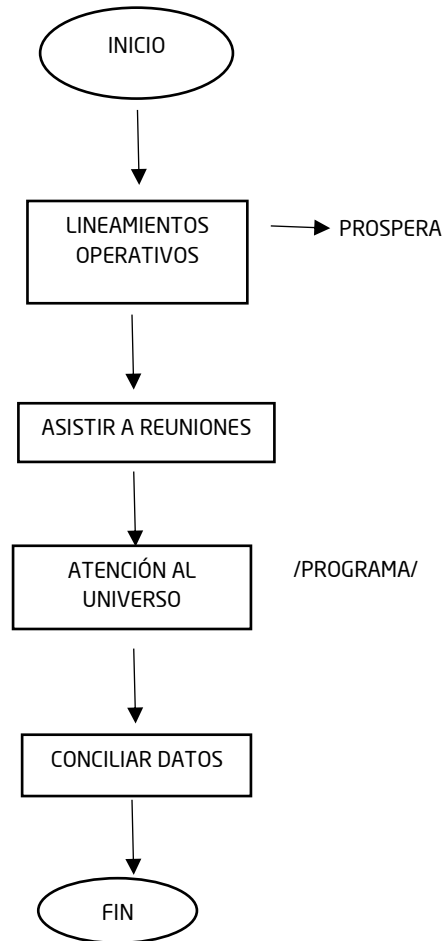 INICIO
LINEAMIENTOS
OPERATIVOS
PROSPERA
ASISTIR A REUNIONES
ATENCIÓN AL
UNIVERSO
/PROGRAMA/
CONCILIAR DATOS
FIN